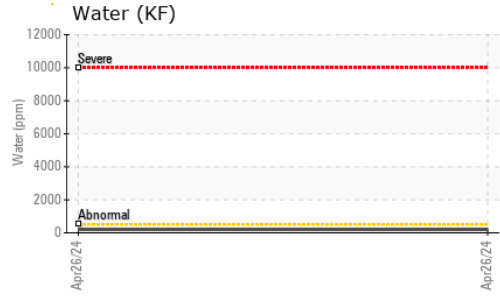 Water (KF)
12000
10000
8000
6000
4000
2000
0
Water (ppm)
Severe
Abnormal
Apr26/24
Apr26/24